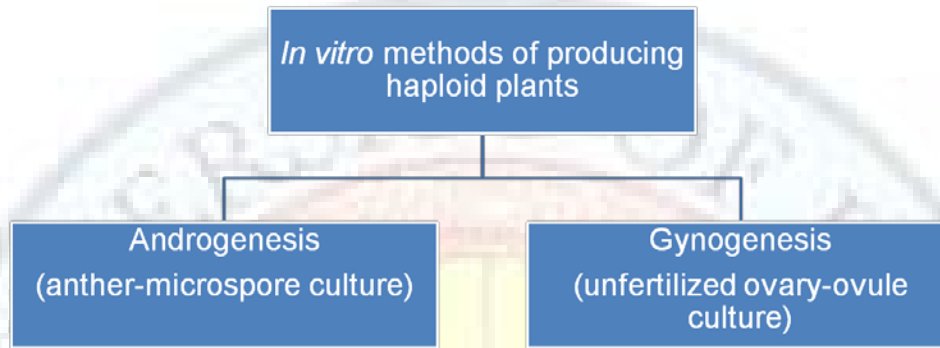 In vitro methods of producing
haploid plants
Androgenesis
(anther-microspore culture)
Gynogenesis
(unfertilized ovary-ovule
culture)